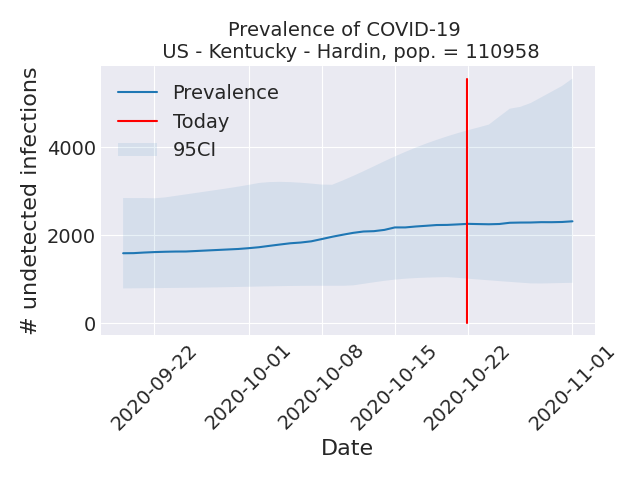 Prevalence of COVID-19
US - Kentucky - Hardin, pop. = 110958
# undetected infections
Prevalence
Today
95CI
4000
2000
0
2020-09-22
2020-10-01
2020-10-08
2020-10-15
2020-10-22
2020-11-01
Date